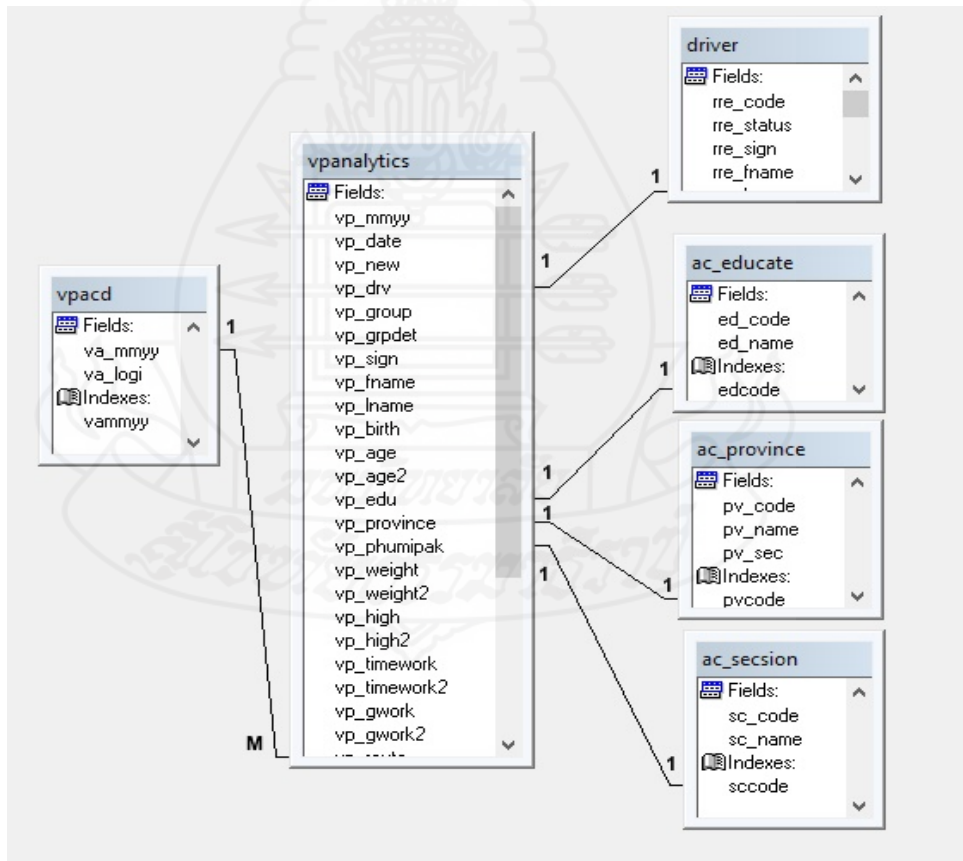 driver
Fields:
rre_code
rre_status
rre_sign
rre_fname
1
vpanalytics
Fields:
vp_mmyy
vp_date
vp_new
vp_drv
vp_group
vp_grpdet
vp_sign
vp_fname
vp_lname
vp_birth
vp_age
vp_age2
vp_edu
vp_province
vp_phumipak
vp_weight
vp_weight2
vp_high
vp_high2
vp_timework
vp_timework2
vp_gwork
vp_gwork2
1
1
1
1
vpacd
Fields:
va_mmyy
va_logi
Indexes:
vammyy
1
M
ac_educate
Fields:
ed_code
ed_name
Indexes:
edcode
1
ac_province
Fields:
pv_code
pv_name
pv_sec
Indexes:
pvcode
1
ac_secsion
Fields:
sc_code
sc_name
Indexes:
sccode
1